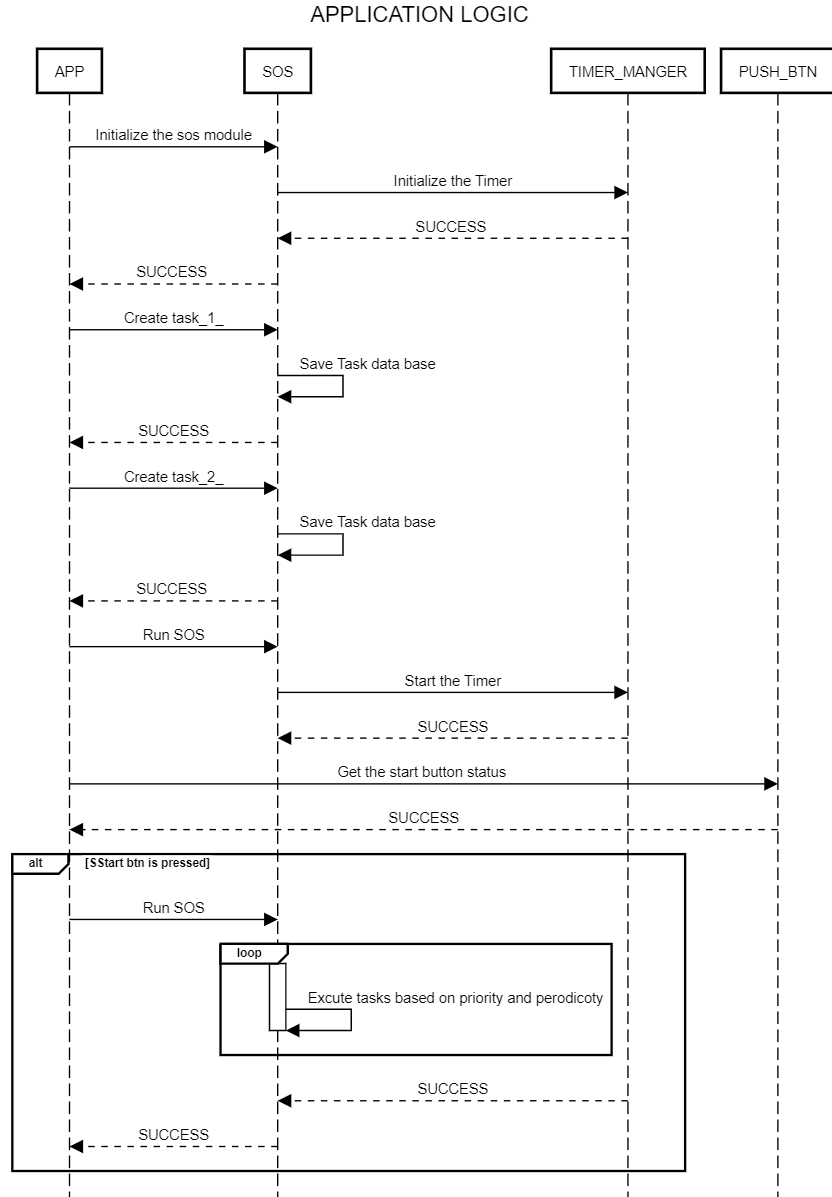 APPLICATION LOGIC
APP
SOS
TIMER_MANGER
PUSH_BTN
Initialize the sos module
Initialize the Timer
SUCCESS
SUCCESS
Create task_1_
Save Task data base
SUCCESS
Create task_2_
Save Task data base
SUCCESS
Run SOS
Start the Timer
SUCCESS
Get the start button status
SUCCESS
alt
[SStart btn is pressed]
Run SOS
loop
Excute tasks based on priority and perodicoty
SUCCESS
SUCCESS